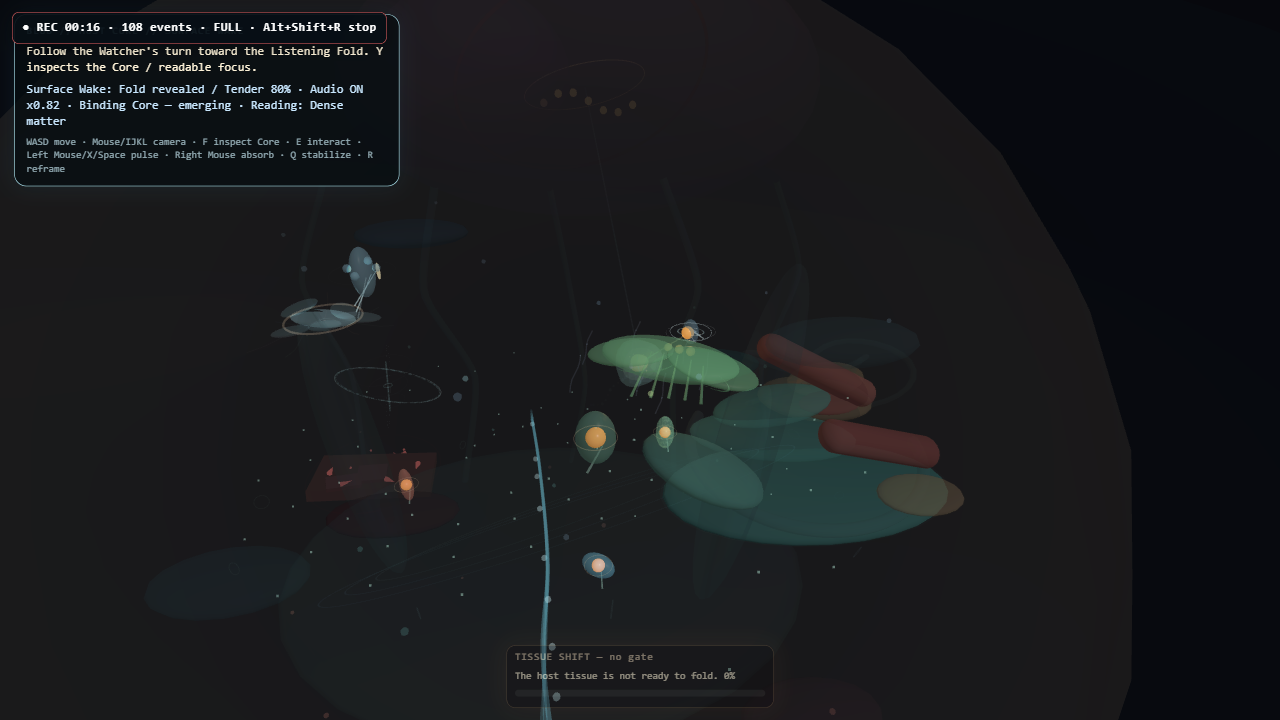 ● REC 00:16 · 108 events · FULL · Alt+Shift+R stop
Follow the Watcher's turn toward the Listening Fold. Y
inspects the Core / readable focus.
Surface Wake: Fold revealed / Tender 80% · Audio ON
x0.82 · Binding Core — emerging · Reading: Dense
matter
WASD move · Mouse/IJKL camera · F inspect Core · E interact ·
Left Mouse/X/Space pulse · Right Mouse absorb · Q stabilize · R
reframe
TISSUE SHIFT — no gate
The host tissue is not ready to fold. 0%